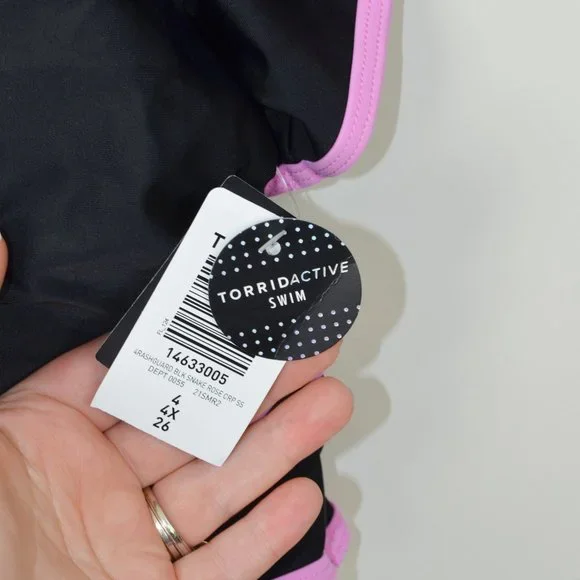 T
TORRIDACTIVE
SWIM
14633005
4RASHGUARD BLK SNAKE ROSE CRP SS
DEPT 0055 21SMR2
4
4X
26